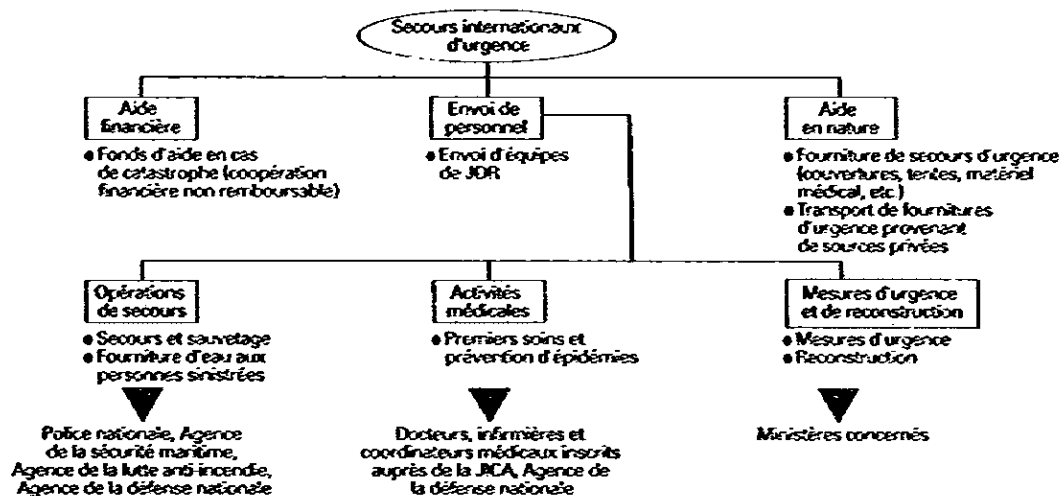 Secours internationaux
d'urgence
Aide
financière
● Fonds d'aide en cas
de catastrophe (coopération
financière non remboursable)
Envoi de
personnel
● Envoi d'équipes
de JDR
Aide
en nature
● Fourniture de secours d'urgence
(couvertures, tentes, matériel
médical, etc.)
● Transport de fournitures
d'urgence provenant
de sources privées
Opérations
de secours
● Secours et sauvetage
● Fourniture d'eau aux
personnes sinistrées
Police nationale, Agence
de la sécurité maritime,
Agence de la lutte anti-incendie,
Agence de la défense nationale
Activités
médicales
● Premiers soins et
prévention d'épidémies
Docteurs, infirmières et
coordinateurs médicaux inscrits
auprès de la JICA, Agence de
la défense nationale
Mesures d'urgence
et de reconstruction
● Mesures d'urgence
● Reconstruction
Ministères concernés